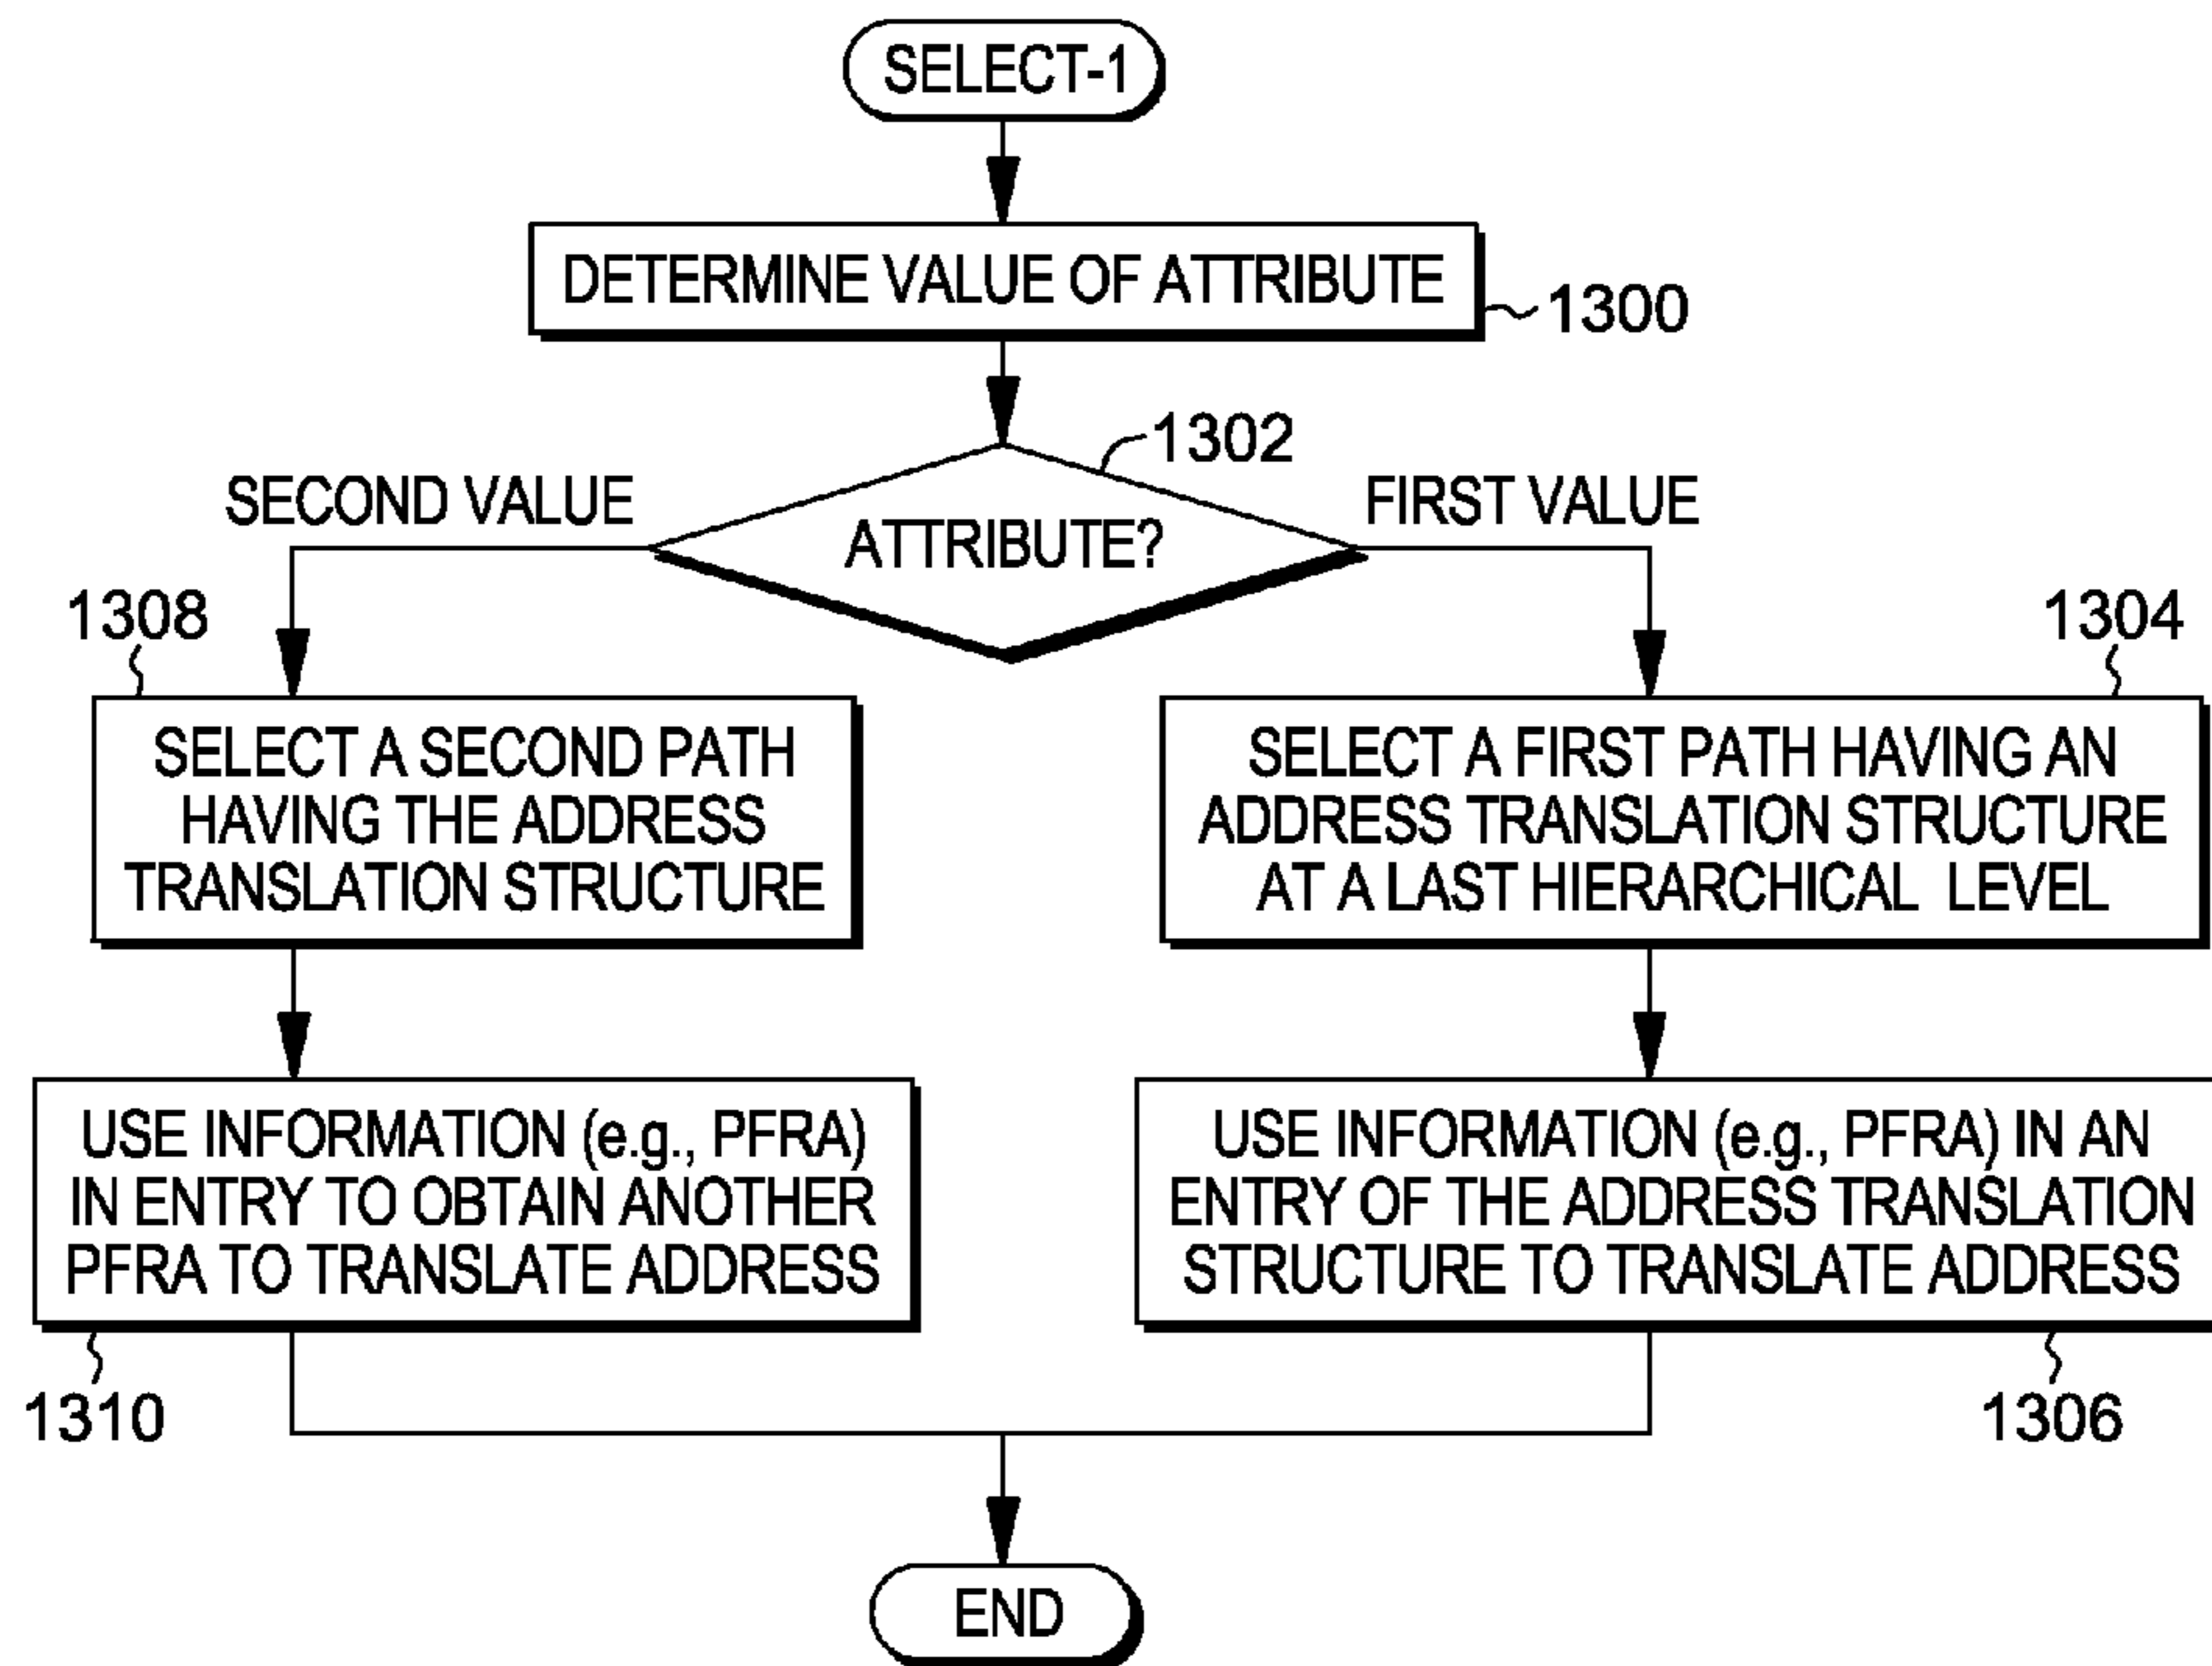 SELECT-1
DETERMINE VALUE OF ATTRIBUTE
1300
1302
SECOND VALUE
ATTRIBUTE?
FIRST VALUE
1308
SELECT A SECOND PATH
HAVING THE ADDRESS
TRANSLATION STRUCTURE
1304
SELECT A FIRST PATH HAVING AN
ADDRESS TRANSLATION STRUCTURE
AT A LAST HIERARCHICAL LEVEL
USE INFORMATION (e.g., PFRA)
IN ENTRY TO OBTAIN ANOTHER
PFRA TO TRANSLATE ADDRESS
1310
USE INFORMATION (e.g., PFRA) IN AN
ENTRY OF THE ADDRESS TRANSLATION
STRUCTURE TO TRANSLATE ADDRESS
1306
END